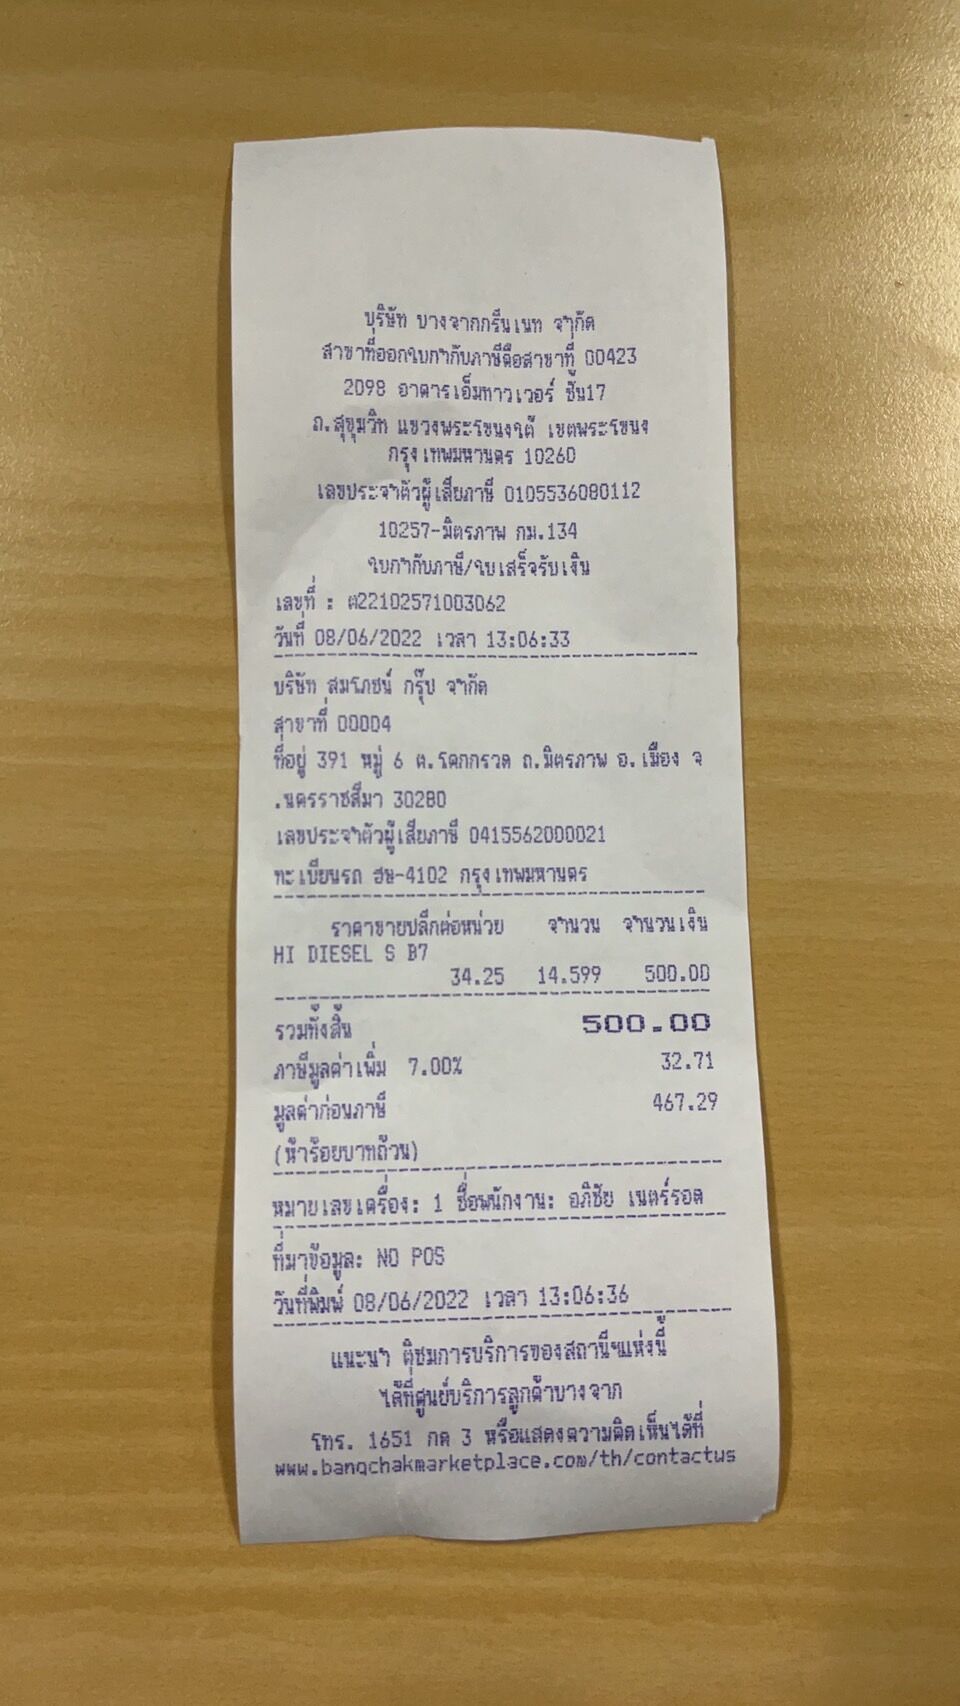 บริษัท บางจากกรีนเนท จำกัด
สาขาที่ออกใบกำกับภาษีคือสาขาที่ 00423
2098 อาคารเอ็มทาวเวอร์ ชั้น17
ถ.สุขุมวิท แขวงพระโขนงใต้ เขตพระโขนง
กรุงเทพมหานคร 10260
เลขประจำตัวผู้เสียภาษี 0105536080112
10257-มิตรภาพ กม.134
ใบกำกับภาษี/ใบเสร็จรับเงิน
เลขที่ : ต22102571003062
วันที่ 08/06/2022 เวลา 13:06:33
บริษัท สมโภชน์ กรุ๊ป จำกัด
สาขาที่ 00004
ที่อยู่ 391 หมู่ 6 ต.โคกกรวด ถ.มิตรภาพ อ.เมือง จ
.นครราชสีมา 30280
เลขประจำตัวผู้เสียภาษี 0415562000021
ทะเบียนรถ ฮษ-4102 กรุงเทพมหานคร
ราคาขายปลีกต่อหน่วย จำนวน จำนวนเงิน
HI DIESEL S B7
34.25 14.599 500.00
รวมทั้งสิ้น 500.00
ภาษีมูลค่าเพิ่ม 7.00% 32.71
มูลค่าก่อนภาษี 467.29
(ห้าร้อยบาทถ้วน)
หมายเลขเครื่อง: 1 ชื่อพนักงาน: อภิชัย เนตร์รอด
ที่มาข้อมูล: NO POS
วันที่พิมพ์ 08/06/2022 เวลา 13:06:36
แนะนำ ติชมการบริการของสถานีฯแห่งนี้
ได้ที่ศูนย์บริการลูกค้าบางจาก
โทร. 1651 กด 3 หรือแสดงความคิดเห็นได้ที่
www.bangchakmarketplace.com/th/contactus